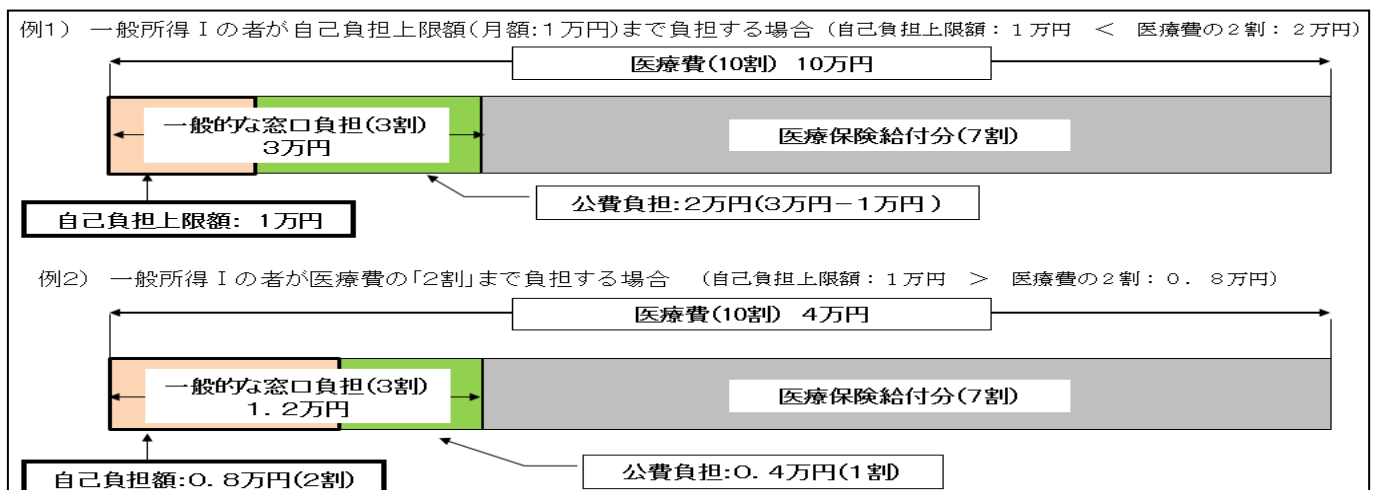 例1） 一般所得Ⅰの者が自己負担上限額(月額:1万円)まで負担する場合（自己負担上限額：1万円 ＜ 医療費の2割：2万円）
医療費(10割) 10万円
一般的な窓口負担(3割)
3万円
医療保険給付分(7割)
公費負担:2万円(3万円－1万円）
自己負担上限額: 1万円
例2） 一般所得Ⅰの者が医療費の「2割」まで負担する場合 （自己負担上限額：1万円 ＞ 医療費の2割：0．8万円）
医療費(10割) 4万円
一般的な窓口負担(3割)
1．2万円
医療保険給付分(7割)
公費負担:0．4万円(1割)
自己負担額:0．8万円(2割)